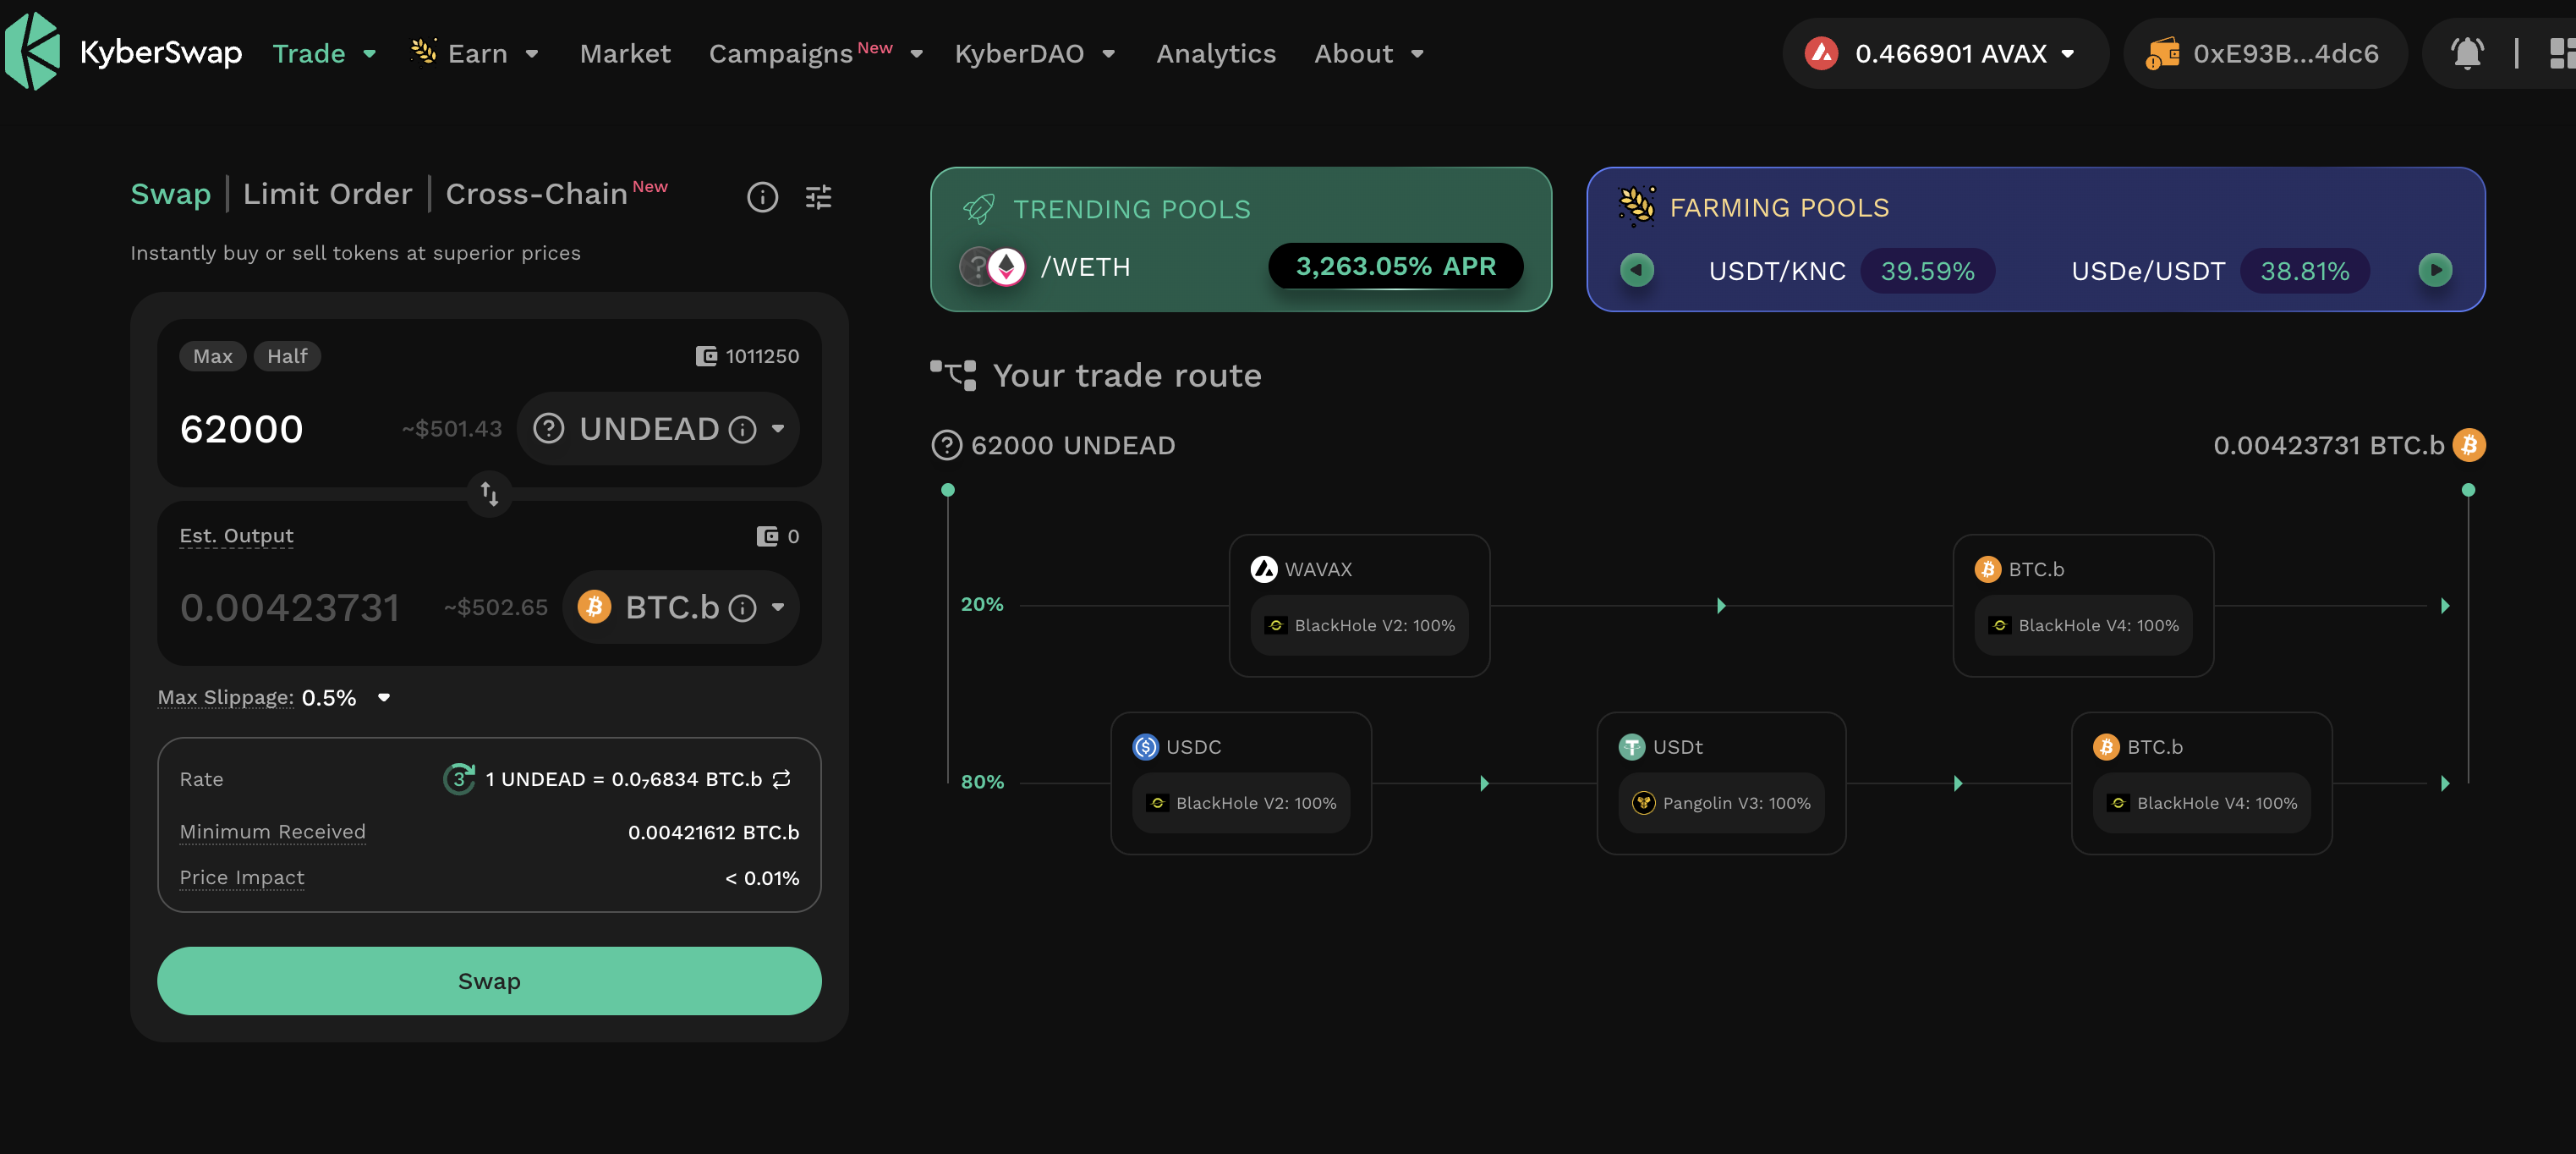 KyberSwap Trade Earn Market Campaigns New KyberDAO Analytics About 0.466901 AVAX 0xE93B...4dc6
Swap | Limit Order | Cross-Chain New
Instantly buy or sell tokens at superior prices
Max Half 1011250
62000 ~$501.43 UNDEAD
Est. Output 0
0.00423731 ~$502.65 BTC.b
Max Slippage: 0.5%
Rate 3 1 UNDEAD = 0.0₇6834 BTC.b
Minimum Received 0.00421612 BTC.b
Price Impact < 0.01%
Swap
TRENDING POOLS
/WETH 3,263.05% APR
FARMING POOLS
USDT/KNC 39.59% USDe/USDT 38.81%
Your trade route
62000 UNDEAD 0.00423731 BTC.b
20%
WAVAX
BlackHole V2: 100%
BTC.b
BlackHole V4: 100%
80%
USDC
BlackHole V2: 100%
USDt
Pangolin V3: 100%
BTC.b
BlackHole V4: 100%